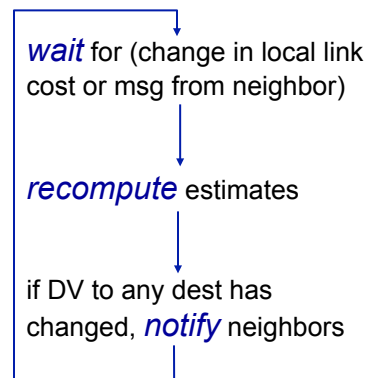 wait for (change in local link
cost or msg from neighbor)
recompute estimates
if DV to any dest has
changed, notify neighbors